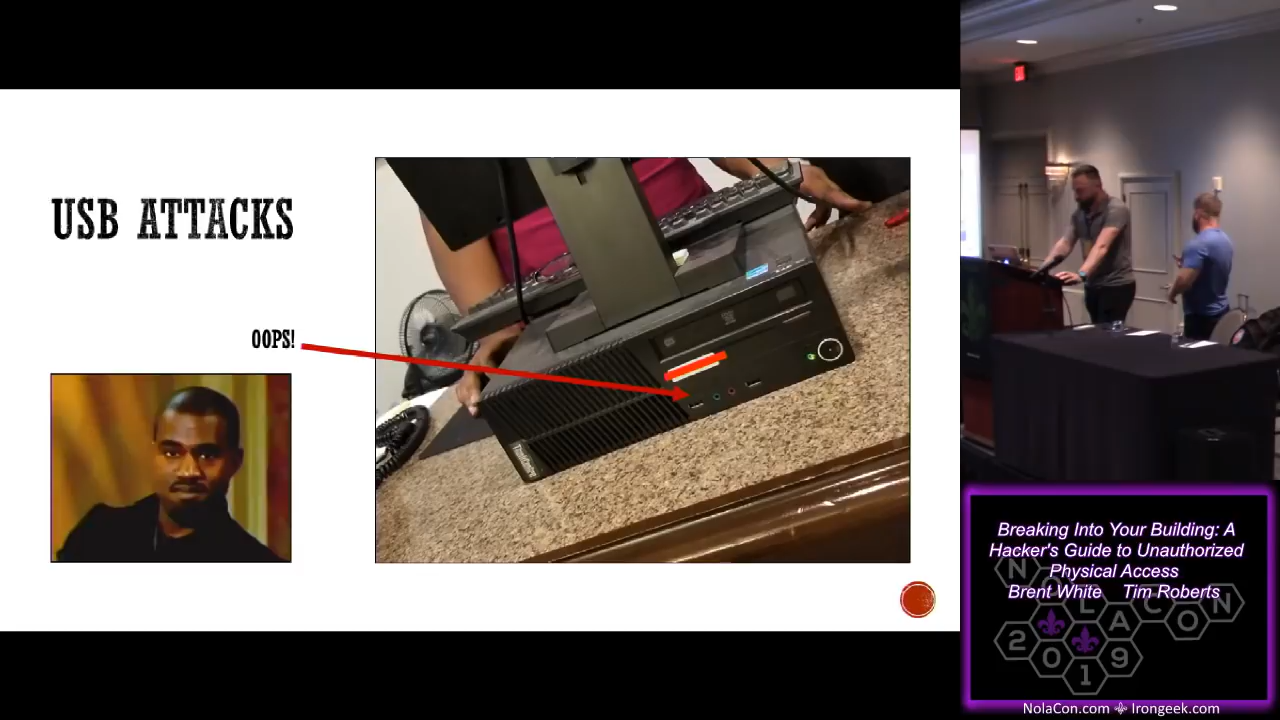 USB ATTACKS
OOPS!
Breaking Into Your Building: A
Hacker's Guide to Unauthorized
Physical Access
Brent White Tim Roberts
NOLACON
2019
NolaCon.com Irongeek.com